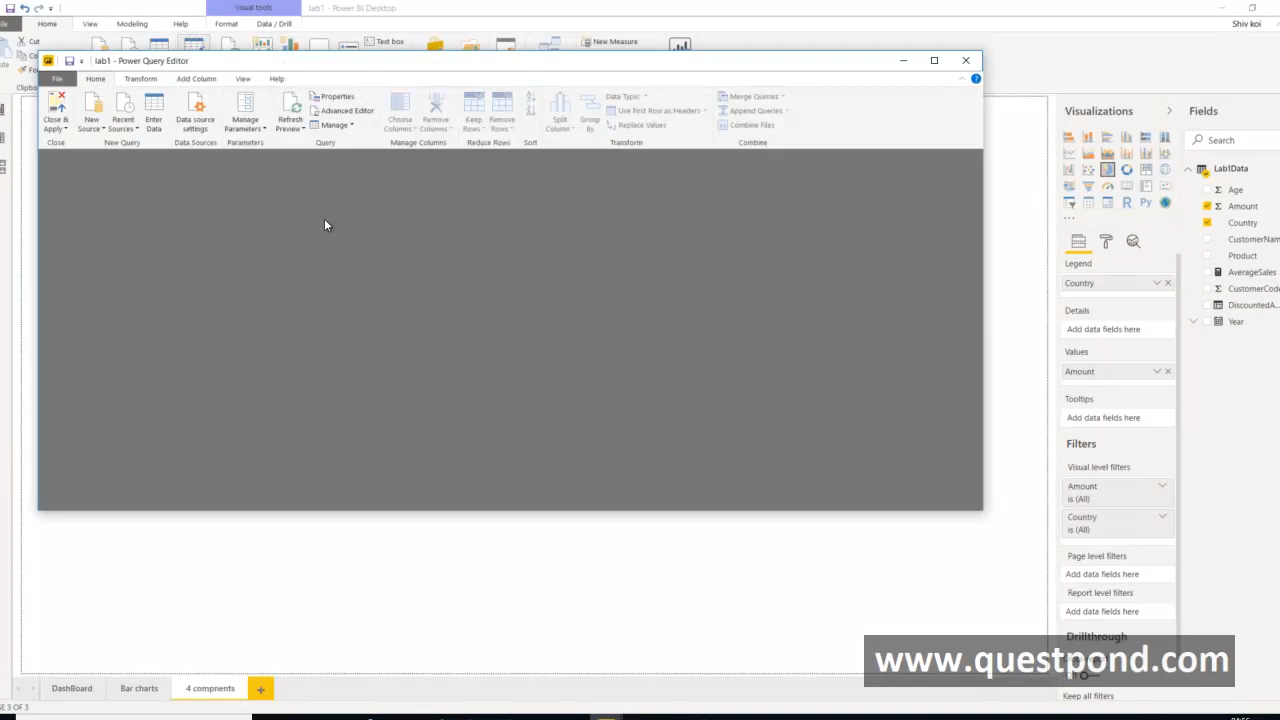 Visual tools
lab1 - Power BI Desktop
Home
View
Modeling
Help
Format
Data / Drill
Shiv koi
Cut
Text box
New Measure
lab1 - Power Query Editor
File
Home
Transform
Add Column
View
Help
Close &
Apply
New
Source
Recent
Sources
Enter
Data
Data source
settings
Manage
Parameters
Refresh
Preview
Properties
Advanced Editor
Manage
Choose
Columns
Remove
Columns
Keep
Rows
Remove
Rows
Split
Column
Group
By
Data Type:
Use First Row as Headers
Replace Values
Merge Queries
Append Queries
Combine Files
Close
New Query
Data Sources
Parameters
Query
Manage Columns
Reduce Rows
Sort
Transform
Combine
Visualizations
R
Py
Legend
Country
Details
Add data fields here
Values
Amount
Tooltips
Add data fields here
Filters
Visual level filters
Amount
is (All)
Country
is (All)
Page level filters
Add data fields here
Report level filters
Add data fields here
Drillthrough
Keep all filters
Fields
Search
Lab1Data
Age
Amount
Country
CustomerNam
Product
AverageSales
CustomerCode
DiscountedA...
Year
www.questpond.com
DashBoard
Bar charts
4 compnents
E 3 OF 3